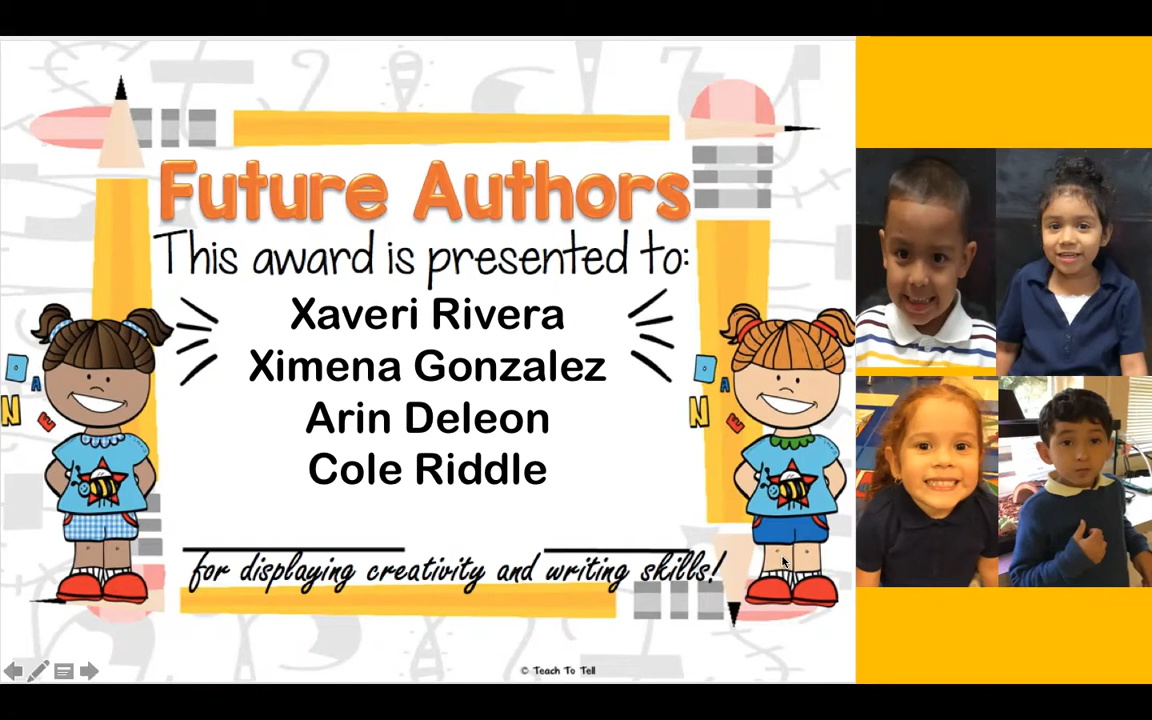 Future Authors
This award is presented to:
Xaveri Rivera
Ximena Gonzalez
Arin Deleon
Cole Riddle
for displaying creativity and writing skills!
© Teach To Tell